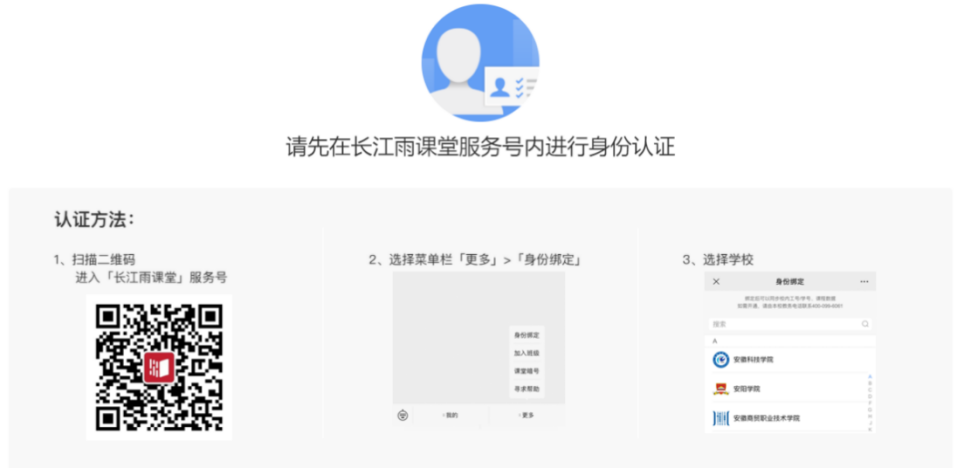 请先在长江雨课堂服务号内进行身份认证
认证方法：
1、扫描二维码
进入「长江雨课堂」服务号
2、选择菜单栏「更多」>「身份绑定」
身份绑定
加入班级
课堂暗号
寻求帮助
我的
更多
3、选择学校
身份绑定
搜索
A
安徽科技学院
安阳学院
安徽商贸职业技术学院